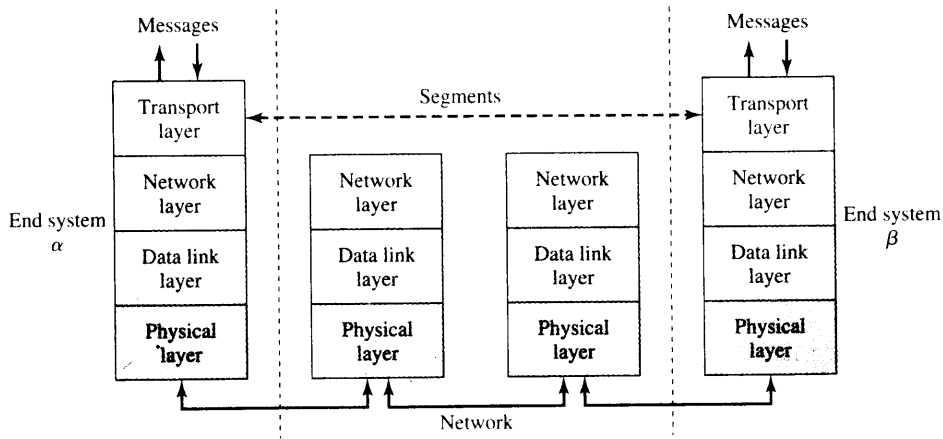 Messages
Messages
Transport
layer
Segments
Transport
layer
Network
layer
Network
layer
Network
layer
Network
layer
End system
α
End system
β
Data link
layer
Data link
layer
Data link
layer
Data link
layer
Physical
layer
Physical
layer
Physical
layer
Physical
layer
Network